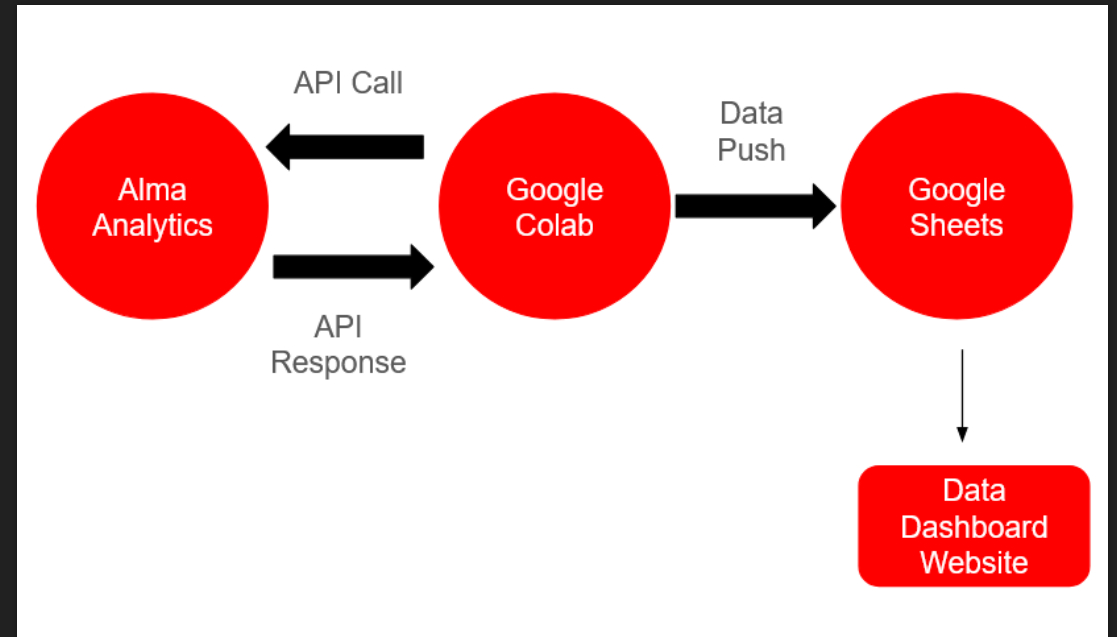 API Call
Data
Push
Alma
Analytics
Google
Colab
Google
Sheets
API
Response
Data
Dashboard
Website